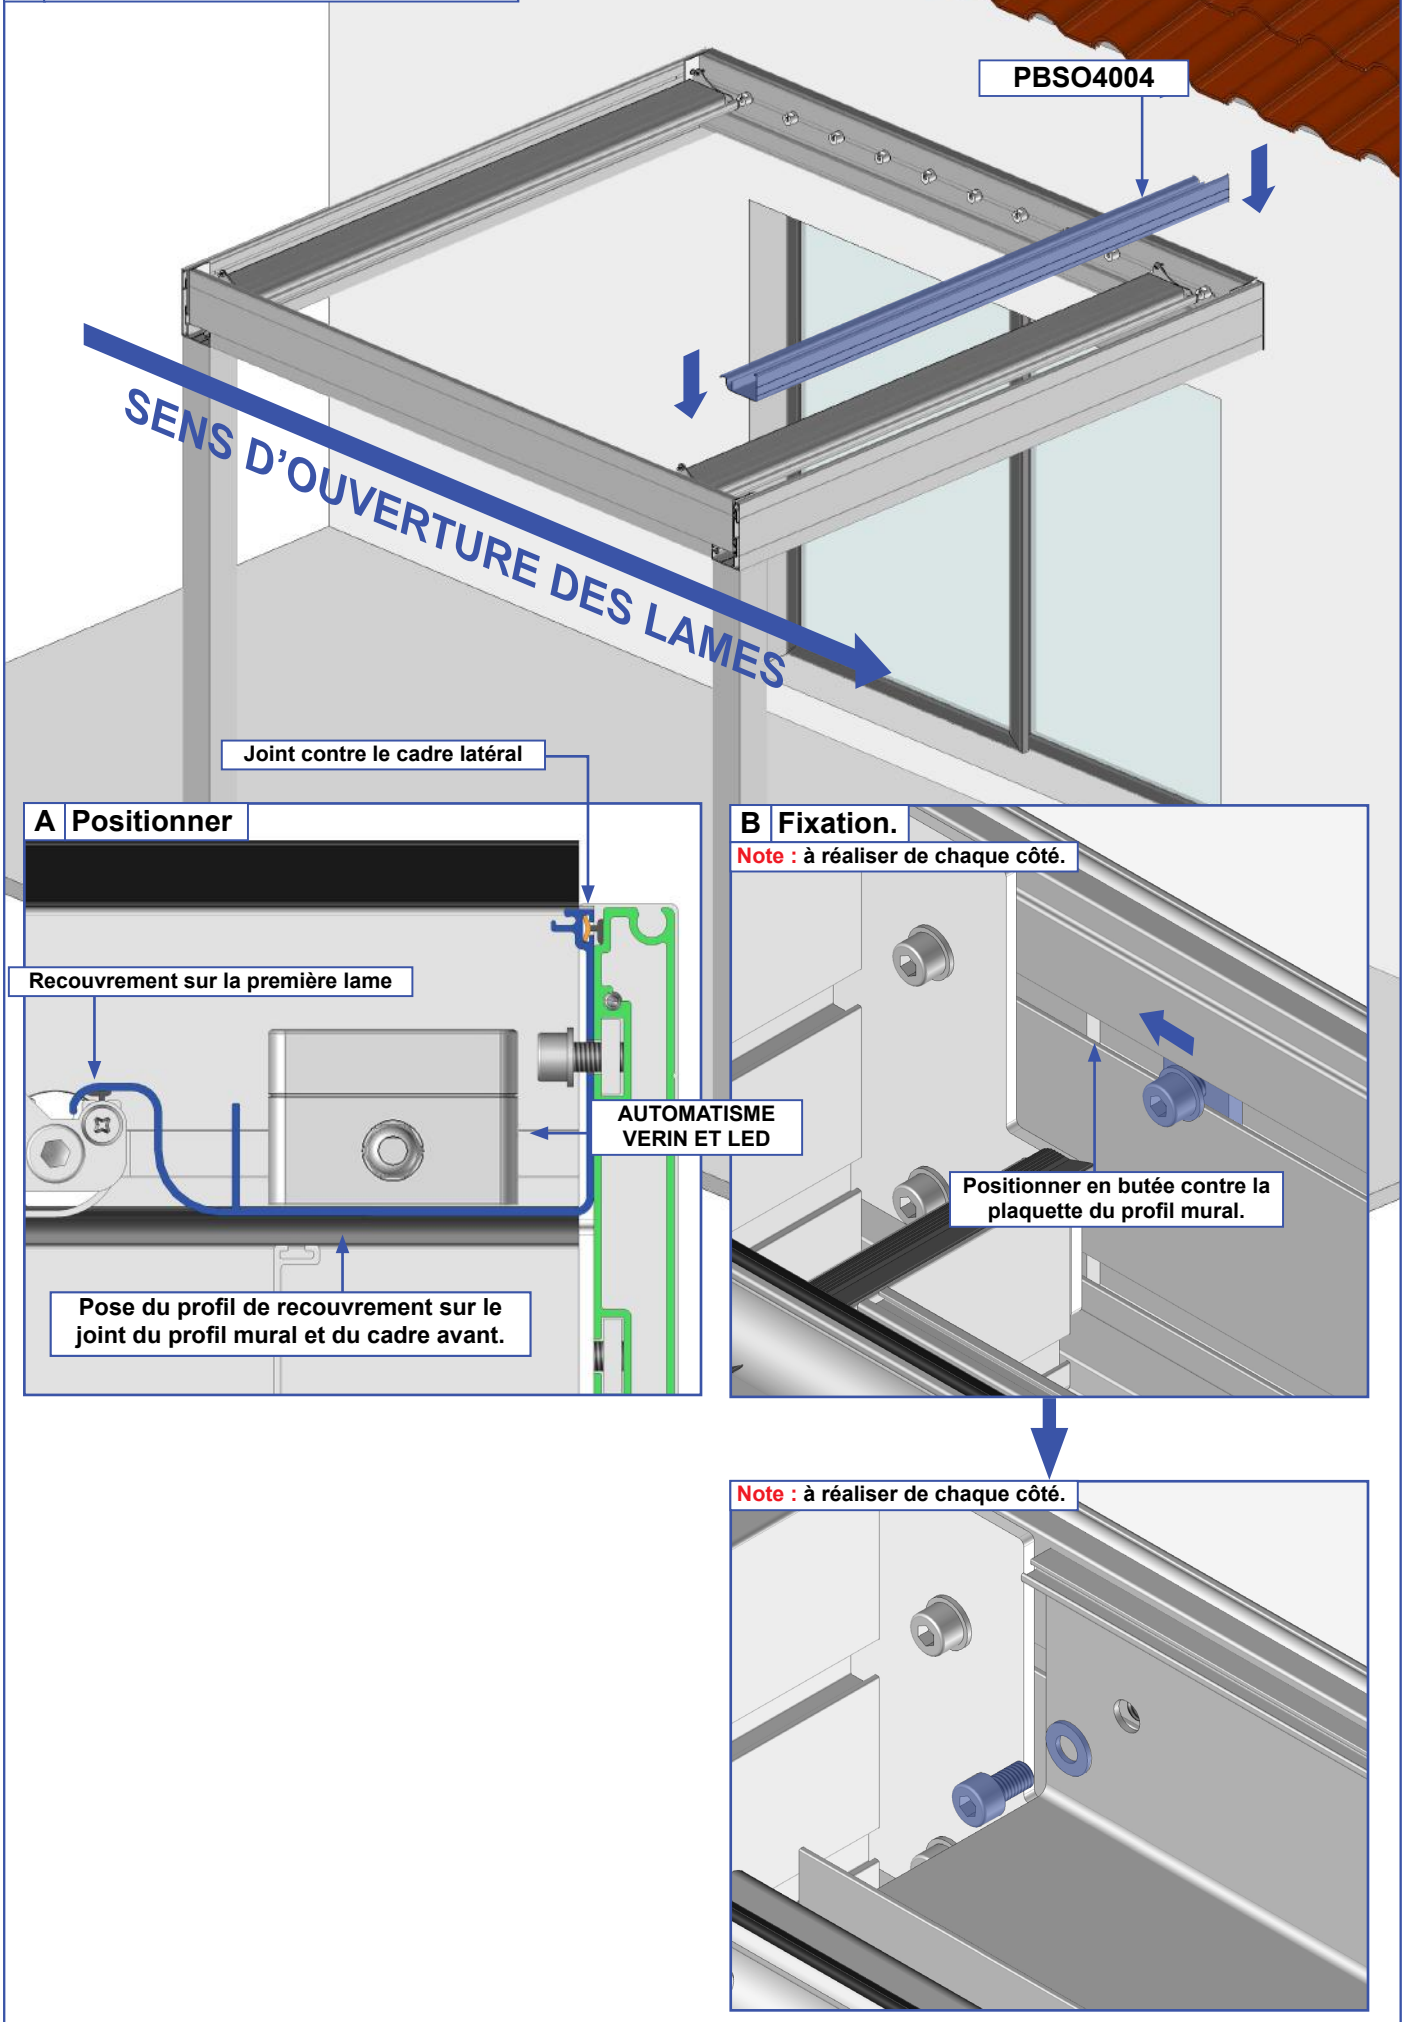 PBSO4004
SENS D'OUVERTURE DES LAMES
Joint contre le cadre latéral
A Positionner
Recouvrement sur la première lame
AUTOMATISME
VERIN ET LED
Pose du profil de recouvrement sur le
joint du profil mural et du cadre avant.
B Fixation.
Note : à réaliser de chaque côté.
Positionner en butée contre la
plaquette du profil mural.
Note : à réaliser de chaque côté.